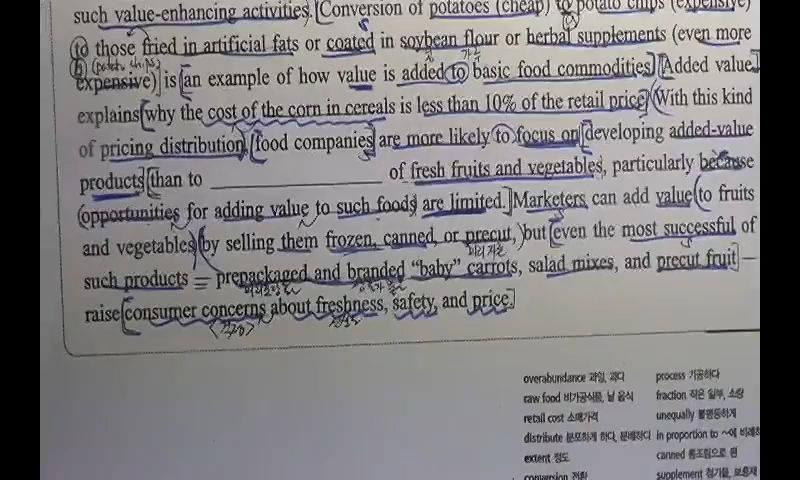 such value-enhancing activities. Conversion of potatoes (cheap) to potato chips (expensive)
to those fried in artificial fats or coated in soybean flour or herbal supplements (even more
(potato chips)
expensive) is an example of how value is added to basic food commodities. Added value
explains why the cost of the corn in cereals is less than 10% of the retail price. With this kind
of pricing distribution, food companies are more likely to focus on developing added-value
products than to ____________ of fresh fruits and vegetables, particularly because
opportunities for adding value to such foods are limited. Marketers can add value to fruits
and vegetables by selling them frozen, canned, or precut, but even the most successful of
such products — prepackaged and branded “baby” carrots, salad mixes, and precut fruit —
raise consumer concerns about freshness, safety, and price.
overabundance 과잉, 과다 process 가공하다
raw food 비가공식품, 날 음식 fraction 작은 일부, 소량
retail cost 소매가격 unequally 불평등하게
distribute 분포하게 하다, 분배하다 in proportion to ~에 비례하
extent 정도 canned 통조림으로 된
conversion 전환 supplement 첨가물, 보충제